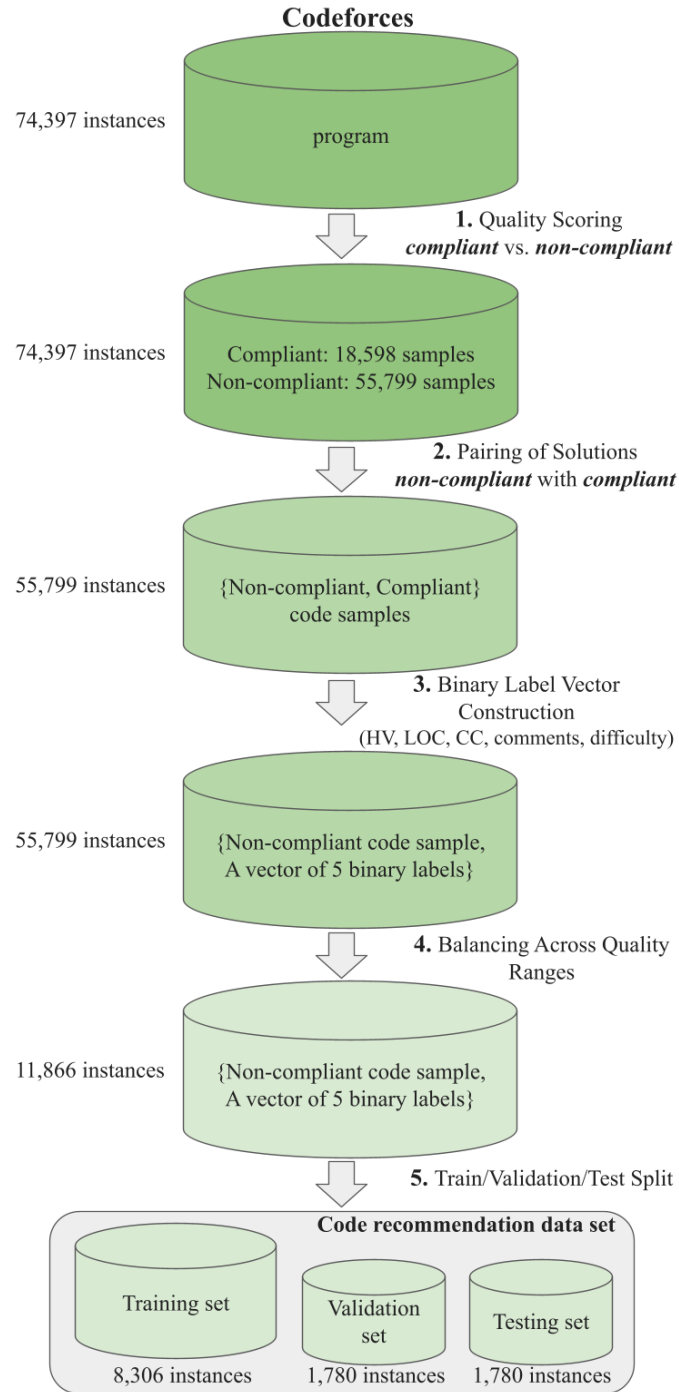 Codeforces
74,397 instances
program
1. Quality Scoring
compliant vs. non-compliant
74,397 instances
Compliant: 18,598 samples
Non-compliant: 55,799 samples
2. Pairing of Solutions
non-compliant with compliant
55,799 instances
{Non-compliant, Compliant}
code samples
3. Binary Label Vector
Construction
(HV, LOC, CC, comments, difficulty)
55,799 instances
{Non-compliant code sample,
A vector of 5 binary labels}
4. Balancing Across Quality
Ranges
11,866 instances
{Non-compliant code sample,
A vector of 5 binary labels}
5. Train/Validation/Test Split
Code recommendation data set
Training set
8,306 instances
Validation
set
1,780 instances
Testing
set
1,780 instances